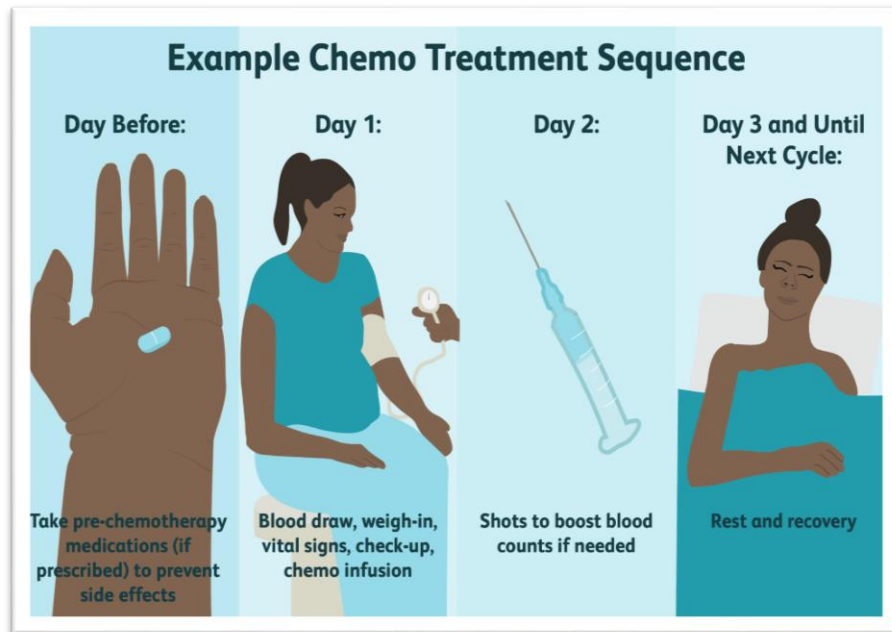 Example Chemo Treatment Sequence
Day Before:
Take pre-chemotherapy
medications (if
prescribed) to prevent
side effects
Day 1:
Blood draw, weigh-in,
vital signs, check-up,
chemo infusion
Day 2:
Shots to boost blood
counts if needed
Day 3 and Until
Next Cycle:
Rest and recovery